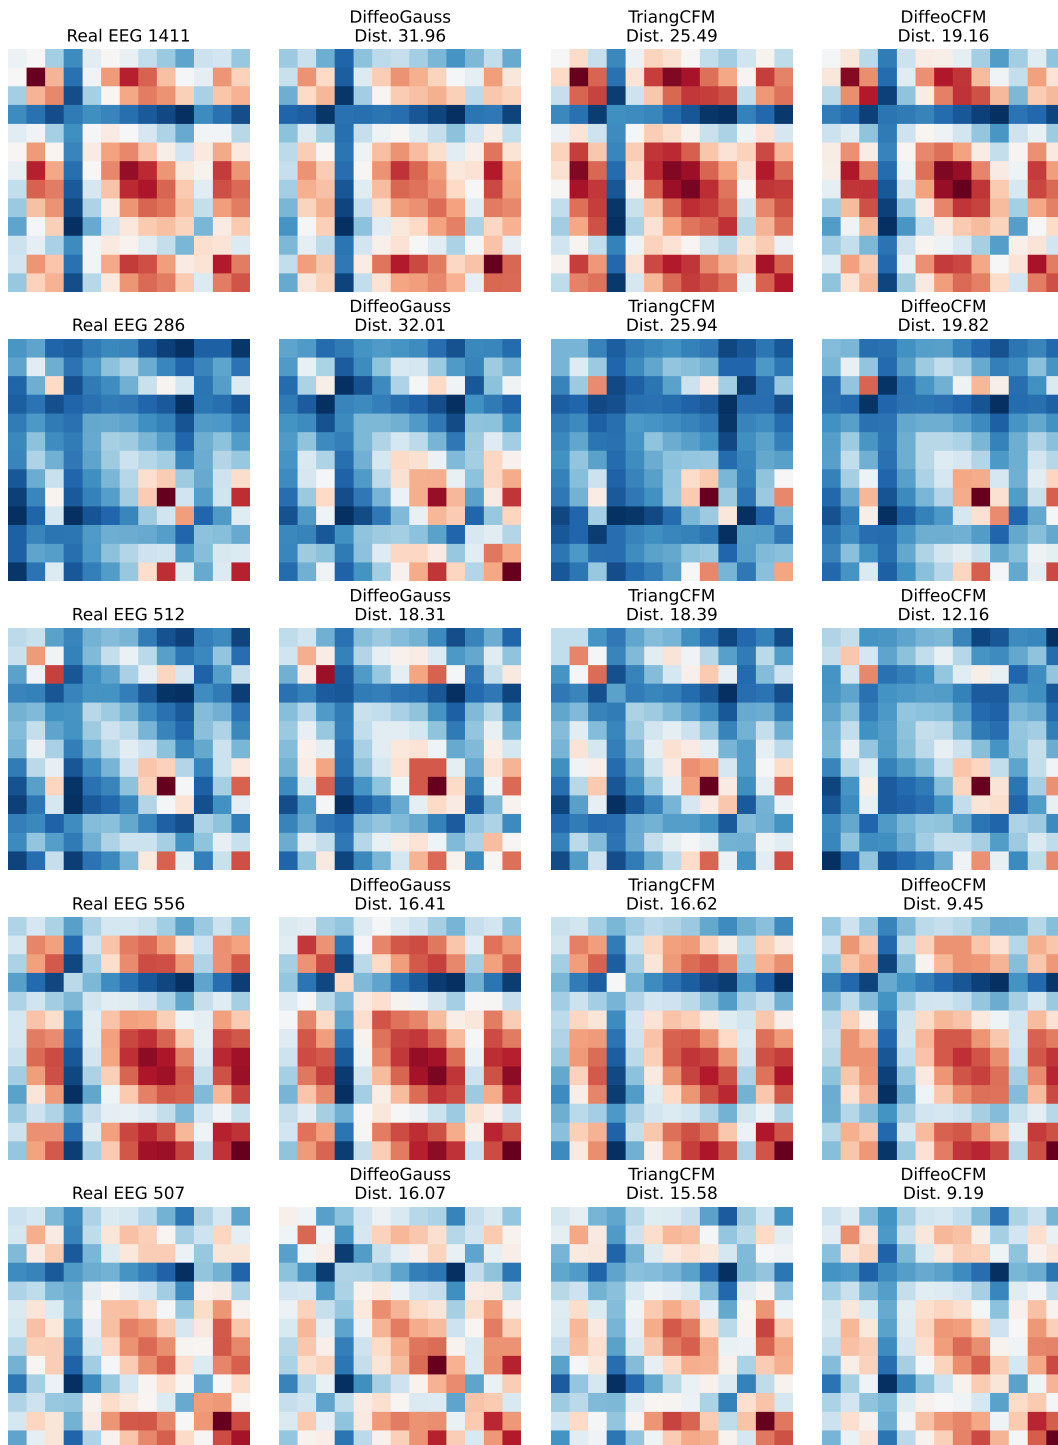 Real EEG 1411
DiffeoGauss
Dist. 31.96
TriangCFM
Dist. 25.49
DiffeoCFM
Dist. 19.16
Real EEG 286
DiffeoGauss
Dist. 32.01
TriangCFM
Dist. 25.94
DiffeoCFM
Dist. 19.82
Real EEG 512
DiffeoGauss
Dist. 18.31
TriangCFM
Dist. 18.39
DiffeoCFM
Dist. 12.16
Real EEG 556
DiffeoGauss
Dist. 16.41
TriangCFM
Dist. 16.62
DiffeoCFM
Dist. 9.45
Real EEG 507
DiffeoGauss
Dist. 16.07
TriangCFM
Dist. 15.58
DiffeoCFM
Dist. 9.19